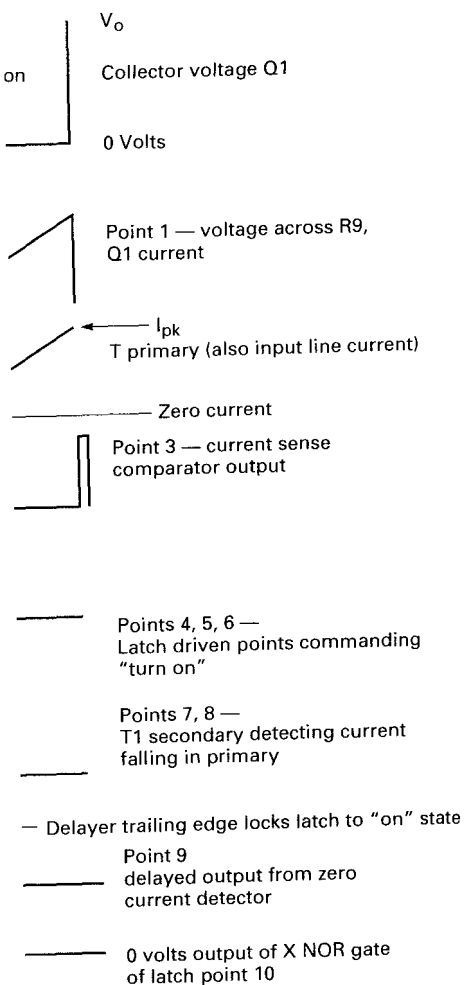 V₀
on
Collector voltage Q1
0 Volts
Point 1 — voltage across R9,
Q1 current
Ipk
T primary (also input line current)
Zero current
Point 3 — current sense
comparator output
Points 4, 5, 6 —
Latch driven points commanding
"turn on"
Points 7, 8 —
T1 secondary detecting current
falling in primary
— Delayer trailing edge locks latch to "on" state
Point 9
delayed output from zero
current detector
0 volts output of X NOR gate
of latch point 10